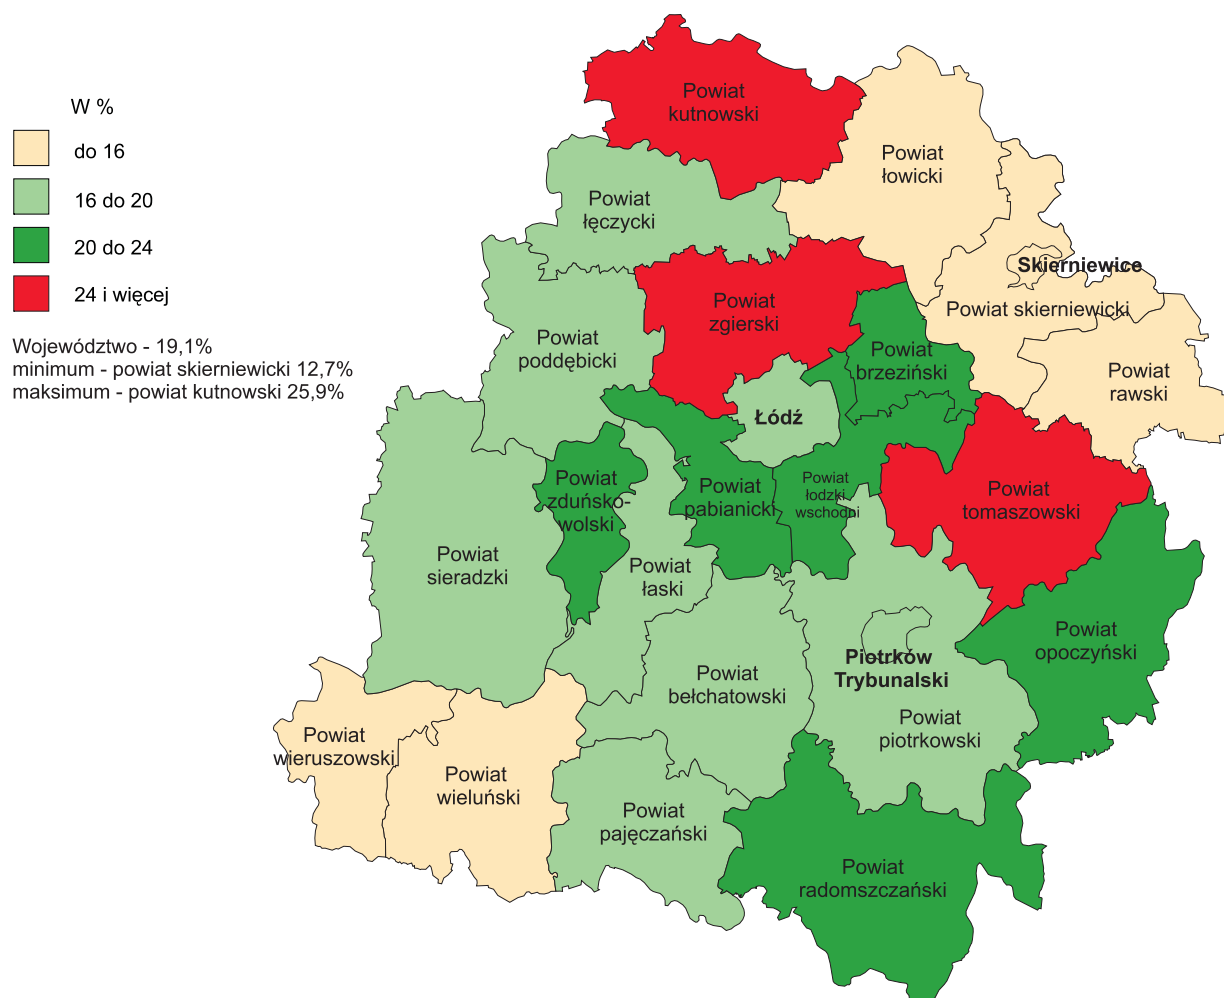 W %
do 16
16 do 20
20 do 24
24 i więcej
Województwo - 19,1%
minimum - powiat skierniewicki 12,7%
maksimum - powiat kutnowski 25,9%
Powiat
kutnowski
Powiat
łowicki
Powiat
łęczycki
Skierniewice
Powiat skierniewicki
Powiat
zgierski
Powiat
poddębicki
Powiat
brzeziński
Powiat
rawski
Łódź
Powiat
zduńsko-
wolski
Powiat
pabianicki
Powiat
łodzki
wschodni
Powiat
tomaszowski
Powiat
sieradzki
Powiat
łaski
Powiat
opoczyński
Piotrków
Trybunalski
Powiat
bełchatowski
Powiat
piotrkowski
Powiat
wieruszowski
Powiat
wieluński
Powiat
pajęczański
Powiat
radomszczański